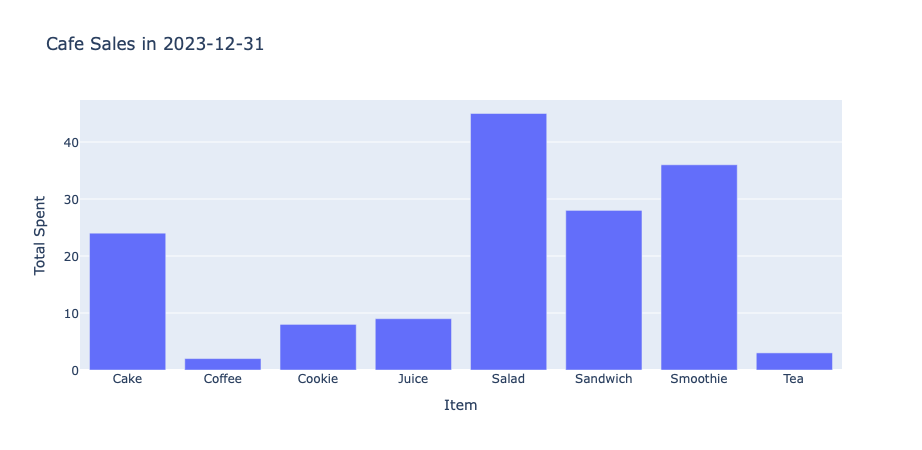 Cafe Sales in 2023-12-31
Total Spent
40
30
20
10
0
Cake Coffee Cookie Juice Salad Sandwich Smoothie Tea
Item